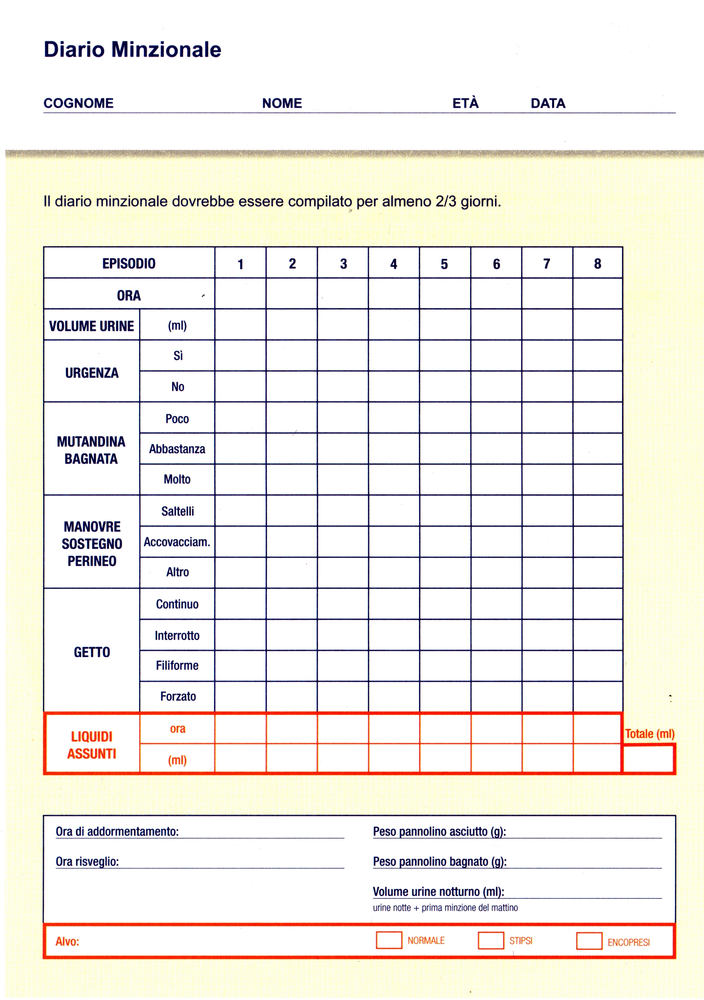 Diario Minzionale
COGNOME NOME ETÀ DATA
Il diario minzionale dovrebbe essere compilato per almeno 2/3 giorni.
EPISODIO 1 2 3 4 5 6 7 8
ORA
VOLUME URINE (ml)
URGENZA
Sì
No
MUTANDINA
BAGNATA
Poco
Abbastanza
Molto
MANOVRE
SOSTEGNO
PERINEO
Saltelli
Accovacciam.
Altro
GETTO
Continuo
Interrotto
Filiforme
Forzato
LIQUIDI
ASSUNTI
ora
(ml)
Totale (ml)
Ora di addormentamento:
Ora risveglio:
Peso pannolino asciutto (g):
Peso pannolino bagnato (g):
Volume urine notturno (ml):
urine notte + prima minzione del mattino
Alvo: NORMALE STIPSI ENCOPRESI